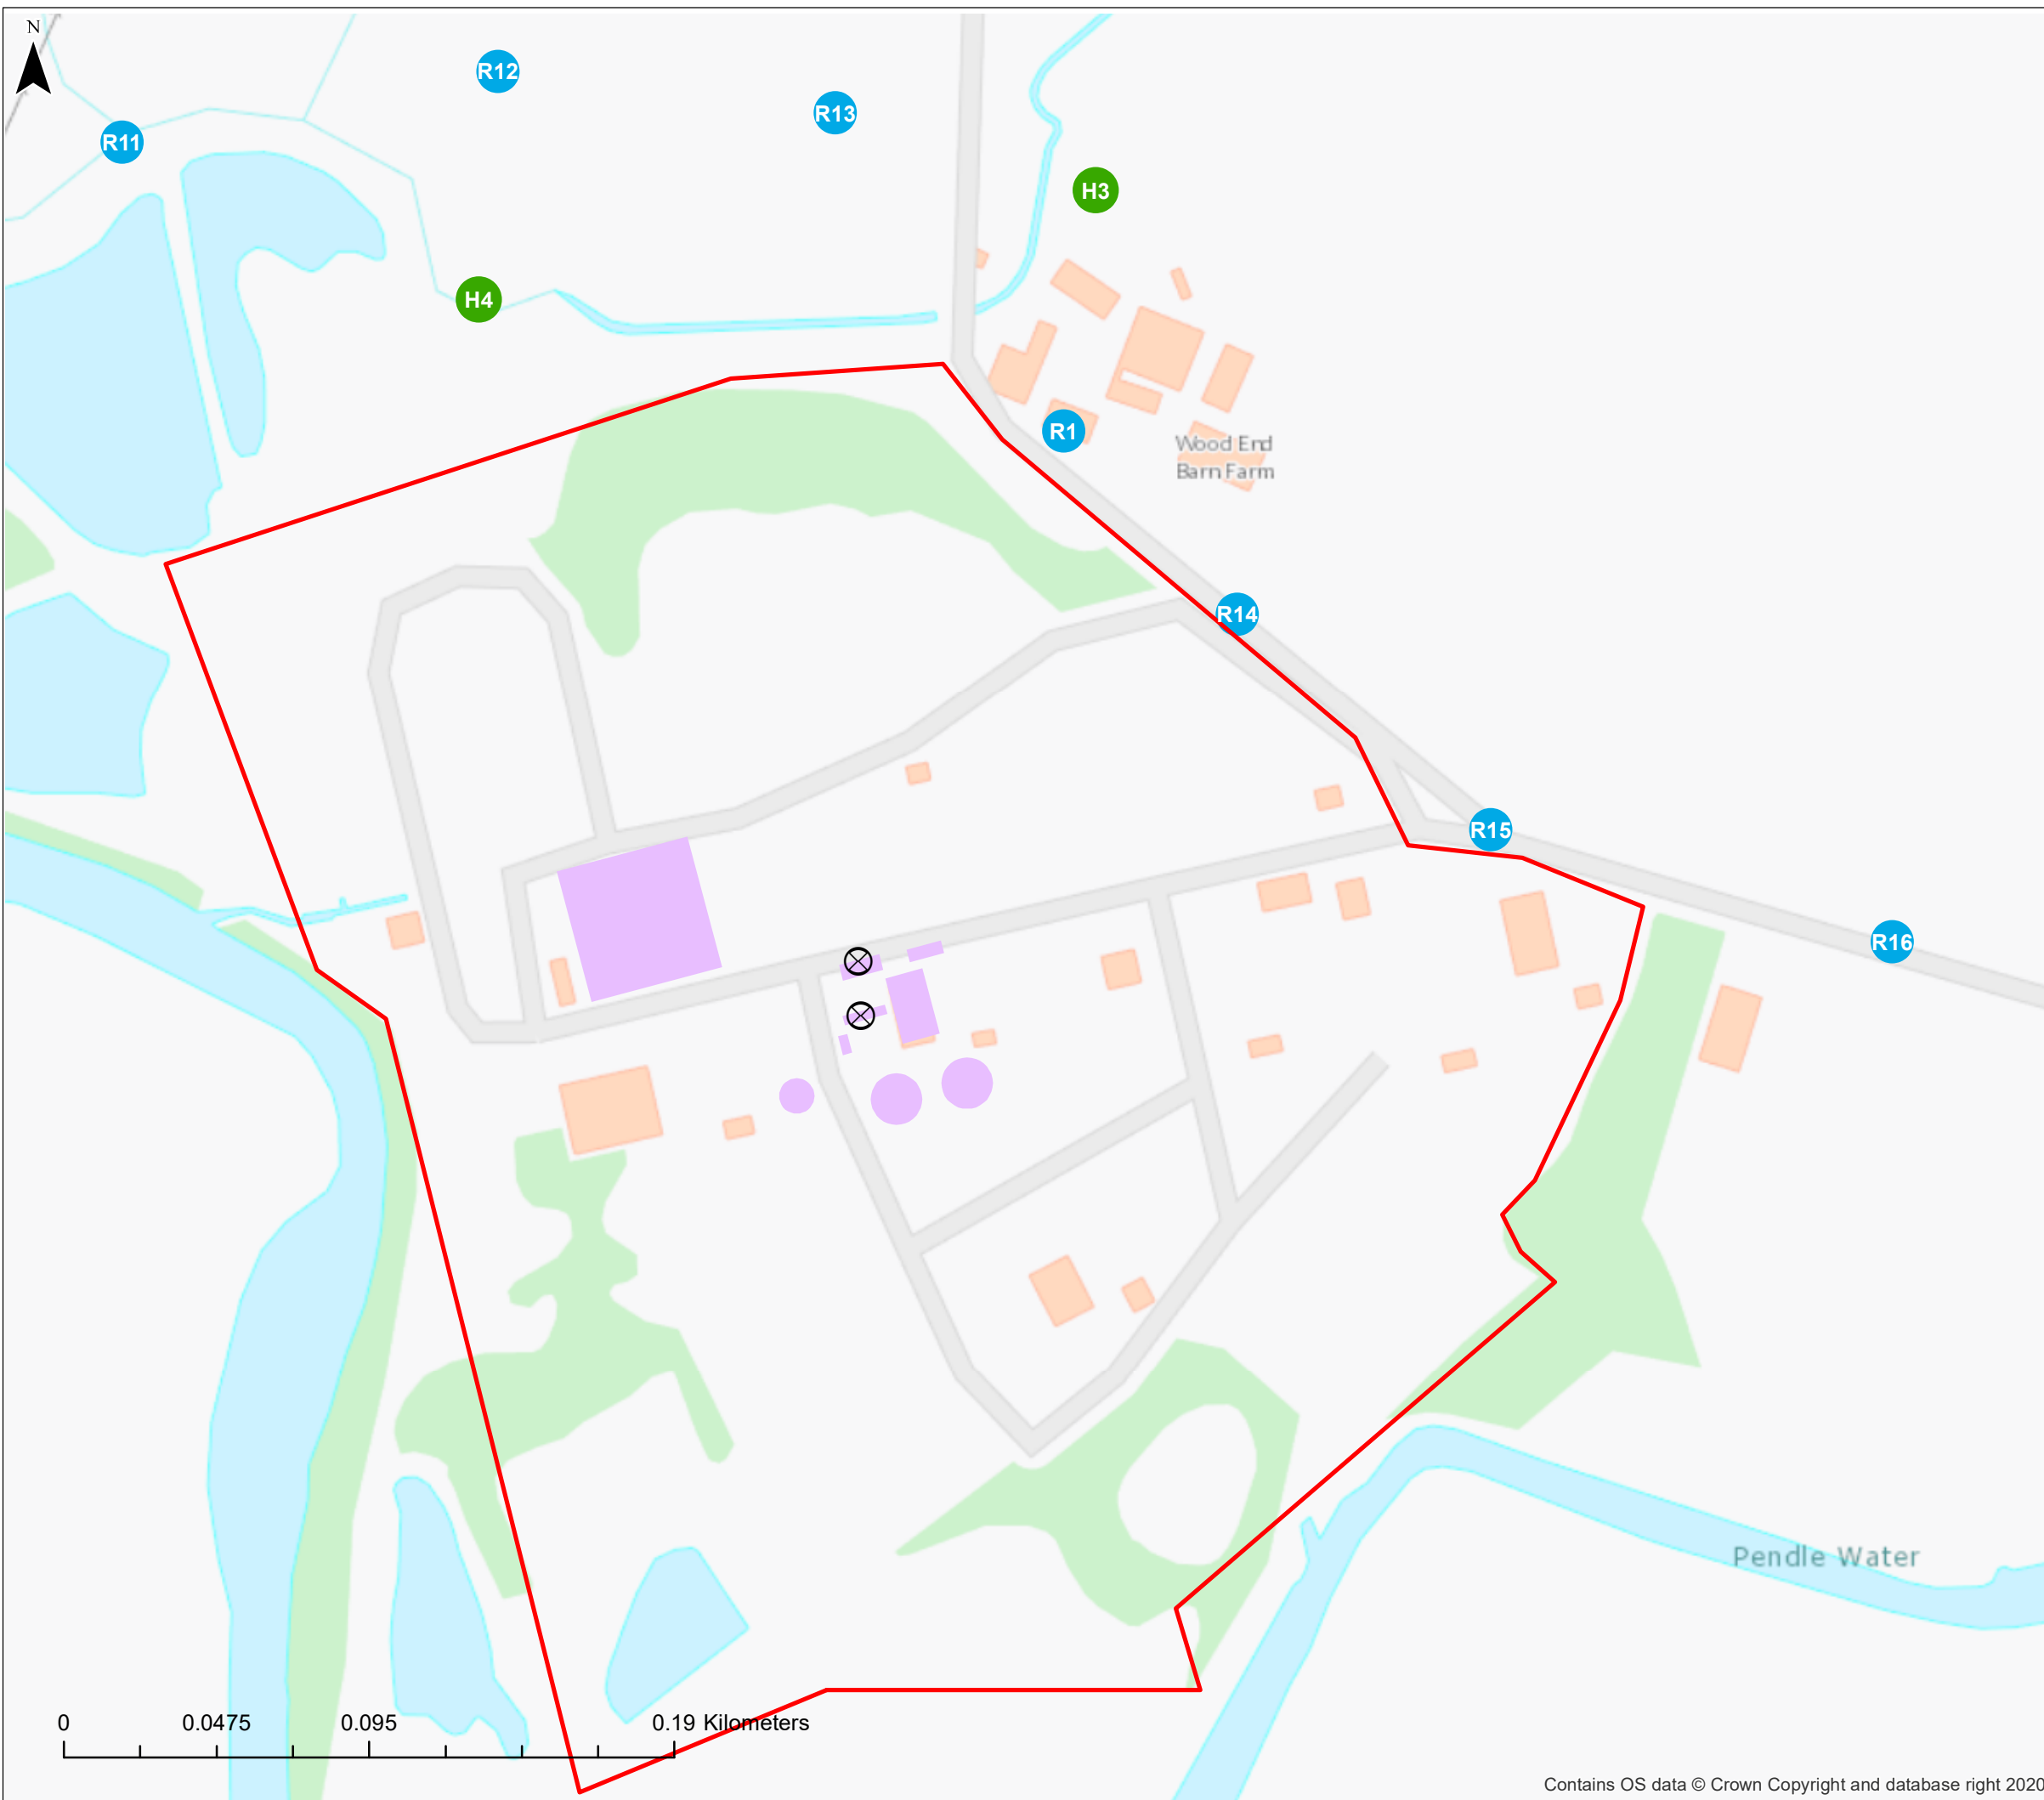 N
R12
R13
R11
H3
H4
R1
Wood End
Barn Farm
R14
R15
R16
Pendle Water
0 0.0475 0.095 0.19 Kilometers
Contains OS data © Crown Copyright and database right 2020